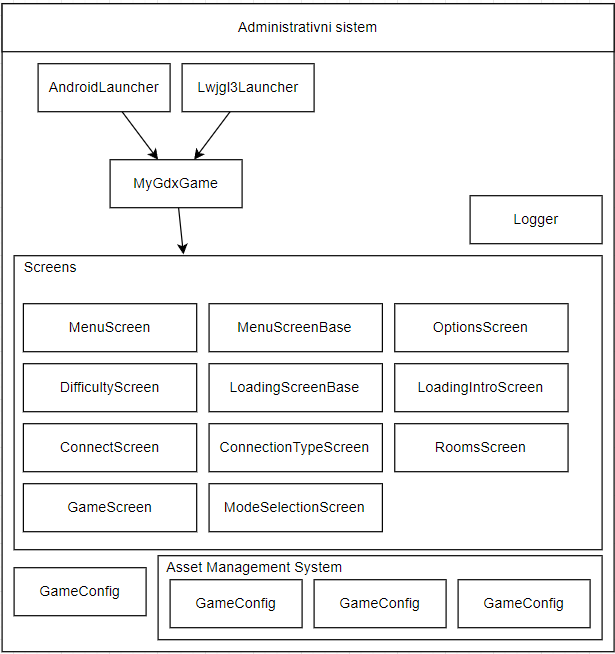 Administrativni sistem
AndroidLauncher
Lwjgl3Launcher
MyGdxGame
Logger
Screens
MenuScreen
MenuScreenBase
OptionsScreen
DifficultyScreen
LoadingScreenBase
LoadingIntroScreen
ConnectScreen
ConnectionTypeScreen
RoomsScreen
GameScreen
ModeSelectionScreen
Asset Management System
GameConfig
GameConfig
GameConfig
GameConfig